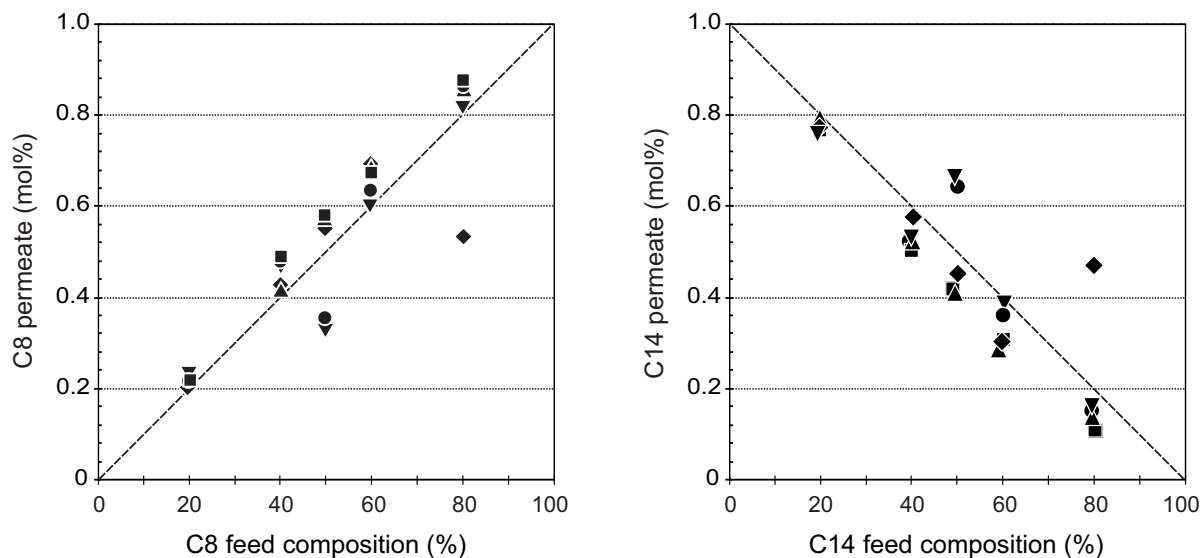 1.0
0.8
0.6
0.4
0.2
0
0 20 40 60 80 100
C8 permeate (mol%)
C8 feed composition (%)
1.0
0.8
0.6
0.4
0.2
0
0 20 40 60 80 100
C14 permeate (mol%)
C14 feed composition (%)